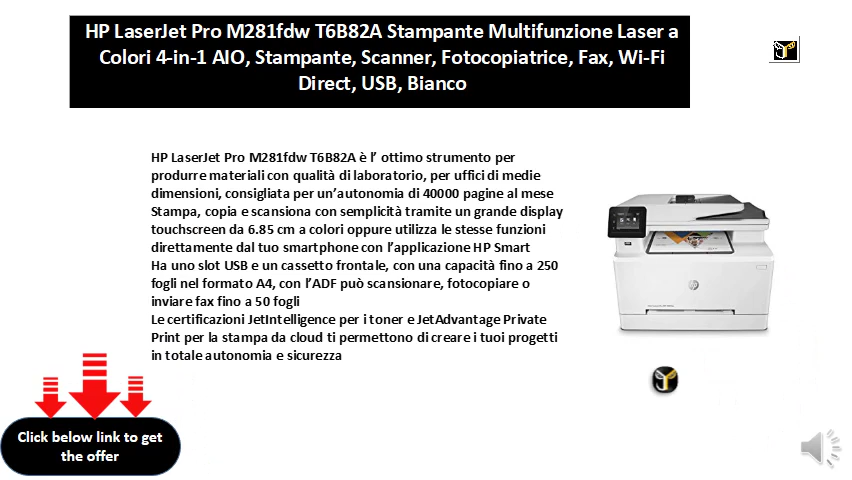 HP LaserJet Pro M281fdw T6B82A Stampante Multifunzione Laser a
Colori 4-in-1 AIO, Stampante, Scanner, Fotocopiatrice, Fax, Wi-Fi
Direct, USB, Bianco
HP LaserJet Pro M281fdw T6B82A è l’ ottimo strumento per
produrre materiali con qualità di laboratorio, per uffici di medie
dimensioni, consigliata per un’autonomia di 40000 pagine al mese
Stampa, copia e scansiona con semplicità tramite un grande display
touchscreen da 6.85 cm a colori oppure utilizza le stesse funzioni
direttamente dal tuo smartphone con l’applicazione HP Smart
Ha uno slot USB e un cassetto frontale, con una capacità fino a 250
fogli nel formato A4, con l’ADF può scansionare, fotocopiare o
inviare fax fino a 50 fogli
Le certificazioni JetIntelligence per i toner e JetAdvantage Private
Print per la stampa da cloud ti permettono di creare i tuoi progetti
in totale autonomia e sicurezza
hp
Click below link to get
the offer